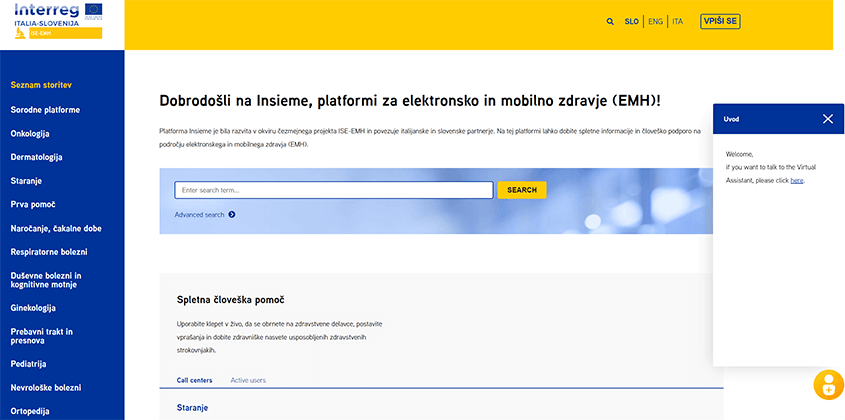 Interreg
ITALIA-SLOVENIJA
ISE-EMH
SLO
ENG
ITA
VPIŠI SE
Seznam storitev
Sorodne platforme
Onkologija
Dermatologija
Staranje
Prva pomoč
Naročanje, čakalne dobe
Respiratorne bolezni
Duševne bolezni in
kognitivne motnje
Ginekologija
Prebavni trakt in
presnova
Pediatrija
Nevrološke bolezni
Ortopedija
Dobrodošli na Insieme, platformi za elektronsko in mobilno zdravje (EMH)!
Platforma Insieme je bila razvita v okviru čezmejnega projekta ISE-EMH in povezuje italijanske in slovenske partnerje. Na tej platformi lahko dobite spletne informacije in človeško podporo na
področju elektronskega in mobilnega zdravja (EMH).
Enter search term...
SEARCH
Advanced search
Spletna človeška pomoč
Uporabite klepet v živo, da se obrnete na zdravstvene delavce, postavite
vprašanja in dobite zdravniške nasvete usposobljenih zdravstvenih
strokovnjakih.
Call centers
Active users
Staranje
Uvod
Welcome,
if you want to talk to the Virtual
Assistant, please click here.